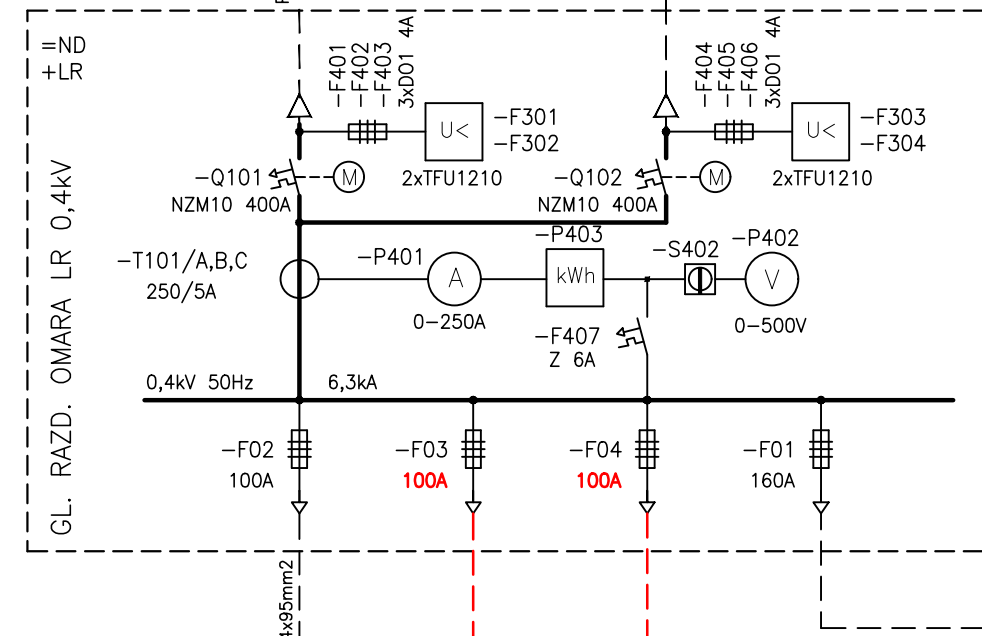 =ND
+LR
-F401
-F402
-F403
3xD01 4A
U<
-F301
-F302
2xTFU1210
-F404
-F405
-F406
3xD01 4A
U<
-F303
-F304
2xTFU1210
-Q101
M
NZM10 400A
-Q102
M
NZM10 400A
GL. RAZD. OMARA LR 0,4kV
-T101/A,B,C
250/5A
-P401
A
0-250A
-P403
kWh
-S402
-P402
V
0-500V
-F407
Z 6A
0,4kV 50Hz
6,3kA
-F02
100A
-F03
100A
-F04
100A
-F01
160A
4x95mm2